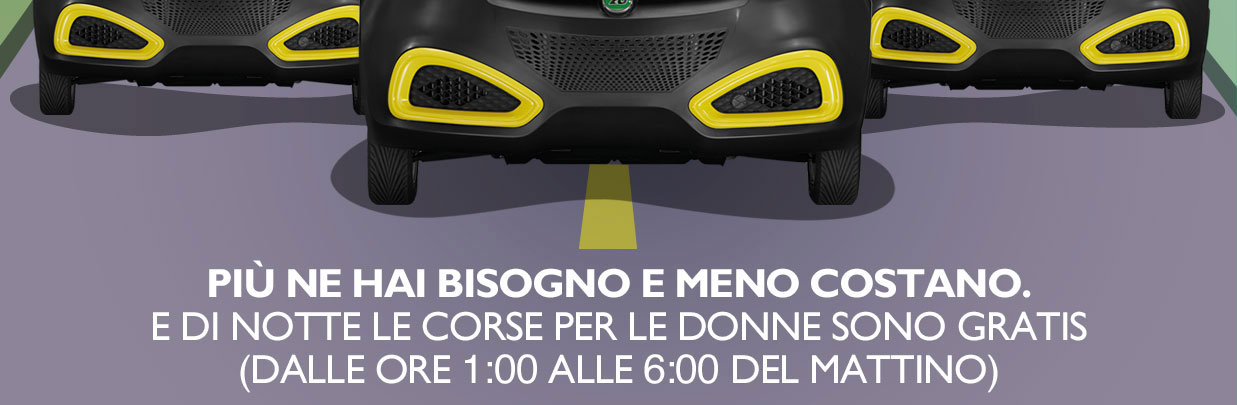 PIÙ NE HAI BISOGNO E MENO COSTANO.
E DI NOTTE LE CORSE PER LE DONNE SONO GRATIS
(DALLE ORE 1:00 ALLE 6:00 DEL MATTINO)